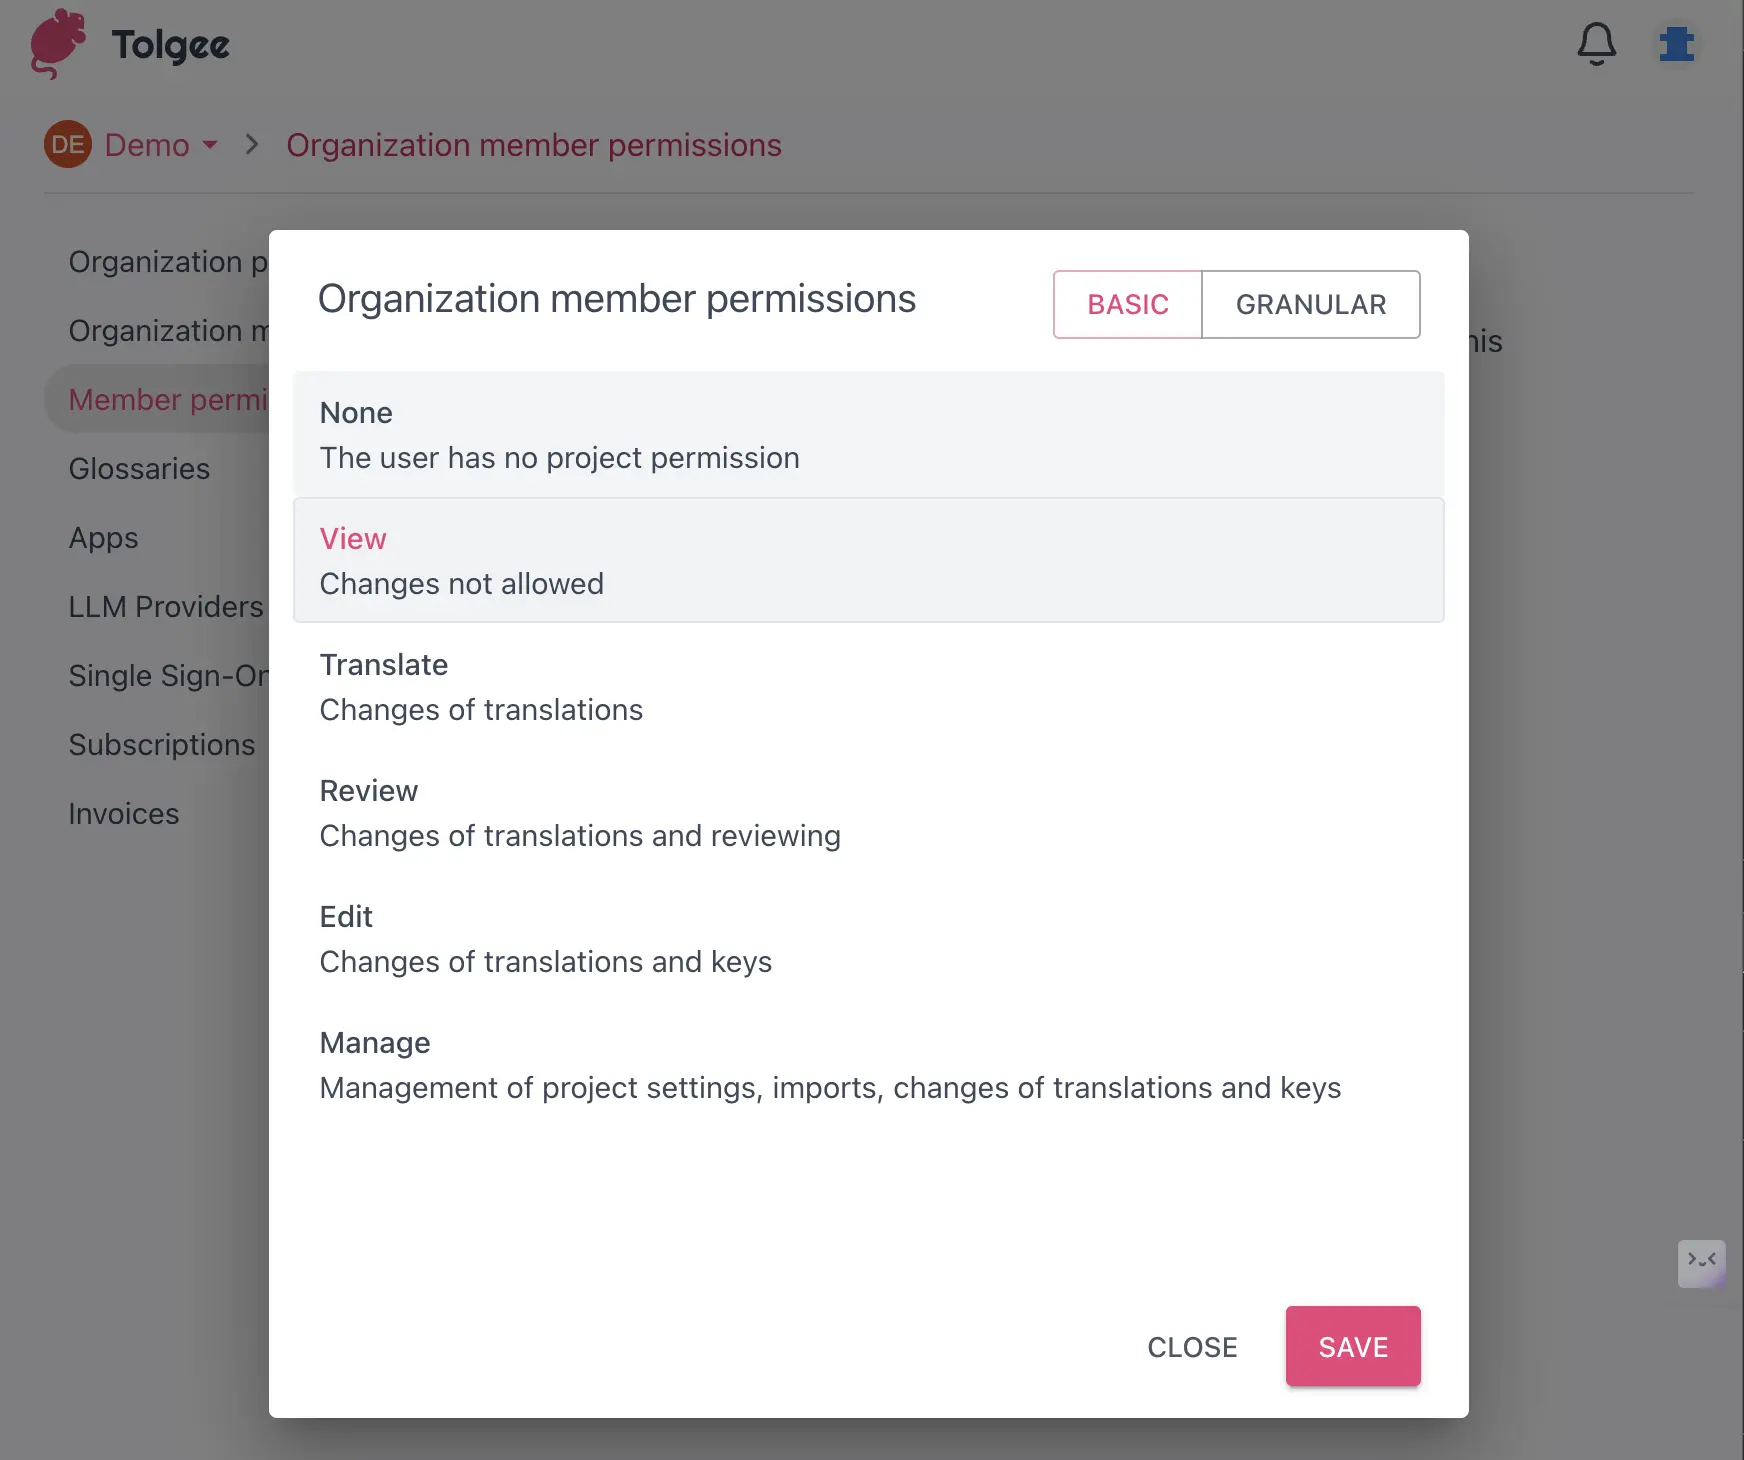 Tolgee
DE Demo Organization member permissions
Organization p
Organization m
Member permi
Glossaries
Apps
LLM Providers
Single Sign-On
Subscriptions
Invoices
his
Organization member permissions
BASIC GRANULAR
None
The user has no project permission
View
Changes not allowed
Translate
Changes of translations
Review
Changes of translations and reviewing
Edit
Changes of translations and keys
Manage
Management of project settings, imports, changes of translations and keys
CLOSE SAVE